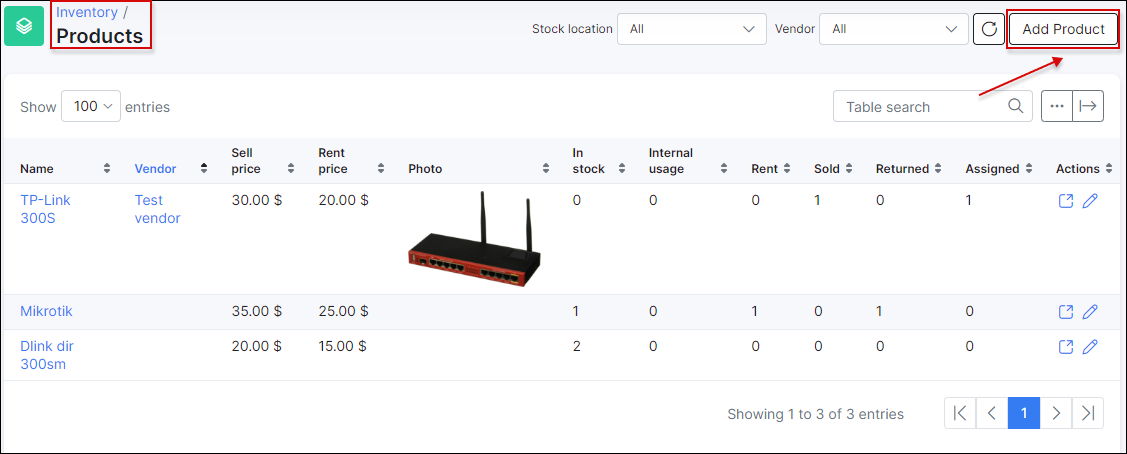 Inventory /
Products
Stock location All Vendor All Add Product
Show 100 entries Table search
Name Vendor Sell price Rent price Photo In stock Internal usage Rent Sold Returned Assigned Actions
TP-Link 300S Test vendor 30.00 $ 20.00 $ 0 0 0 1 0 1
Mikrotik 35.00 $ 25.00 $ 1 0 1 0 1 0
Dlink dir 300sm 20.00 $ 15.00 $ 2 0 0 0 0 0
Showing 1 to 3 of 3 entries 1